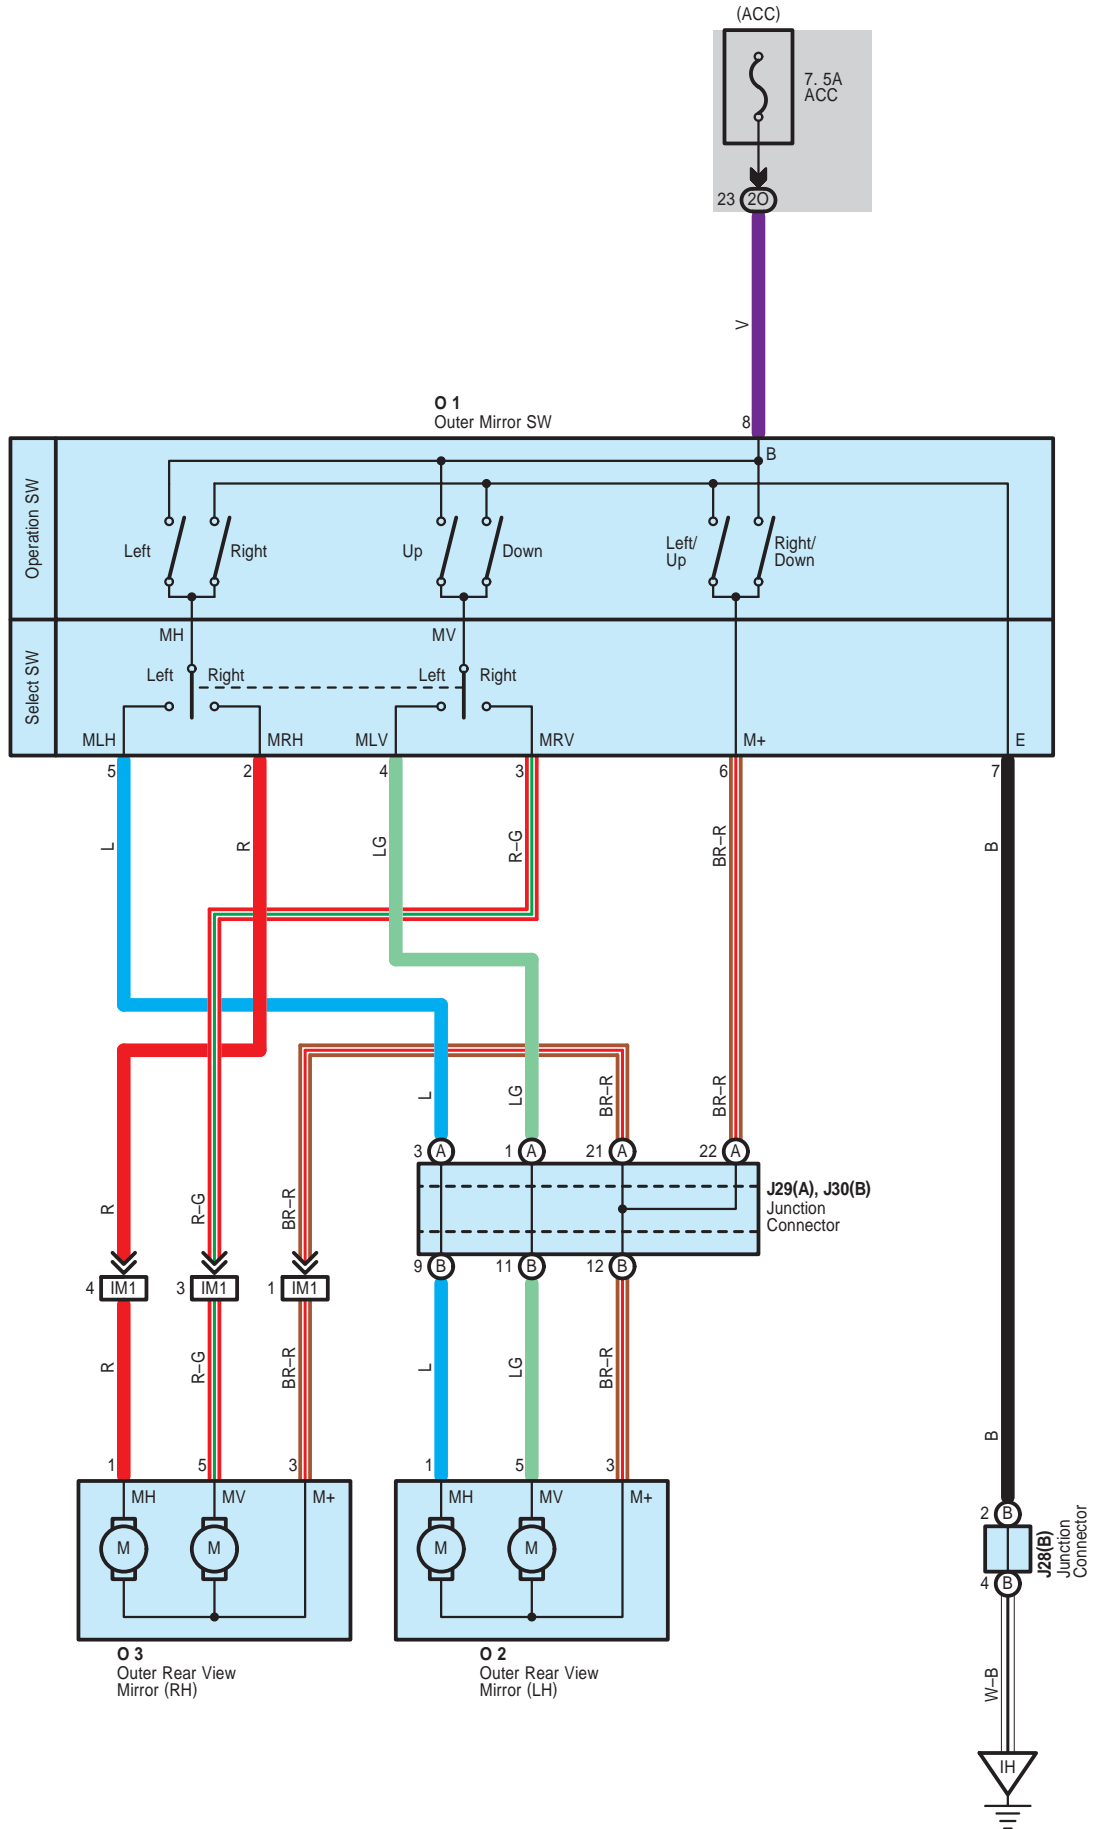 (ACC)
7. 5A
ACC
23 2O
V
O 1
Outer Mirror SW
8
B
Operation SW
Left
Right
Up
Down
Left/
Up
Right/
Down
Select SW
MH
MV
Left
Right
Left
Right
MLH
MRH
MLV
MRV
M+
E
5
2
4
3
6
7
L
R
LG
R–G
BR–R
B
L
LG
BR–R
BR–R
3 A
1 A
21 A
22 A
J29(A), J30(B)
Junction
Connector
R
R–G
BR–R
9 B
11 B
12 B
4 IM1
3 IM1
1 IM1
R
R–G
BR–R
L
LG
BR–R
B
1
5
3
1
5
3
MH
MV
M+
MH
MV
M+
M
M
M
M
2 B
J28(B)
Junction
Connector
4 B
O 3
Outer Rear View
Mirror (RH)
O 2
Outer Rear View
Mirror (LH)
W–B
IH